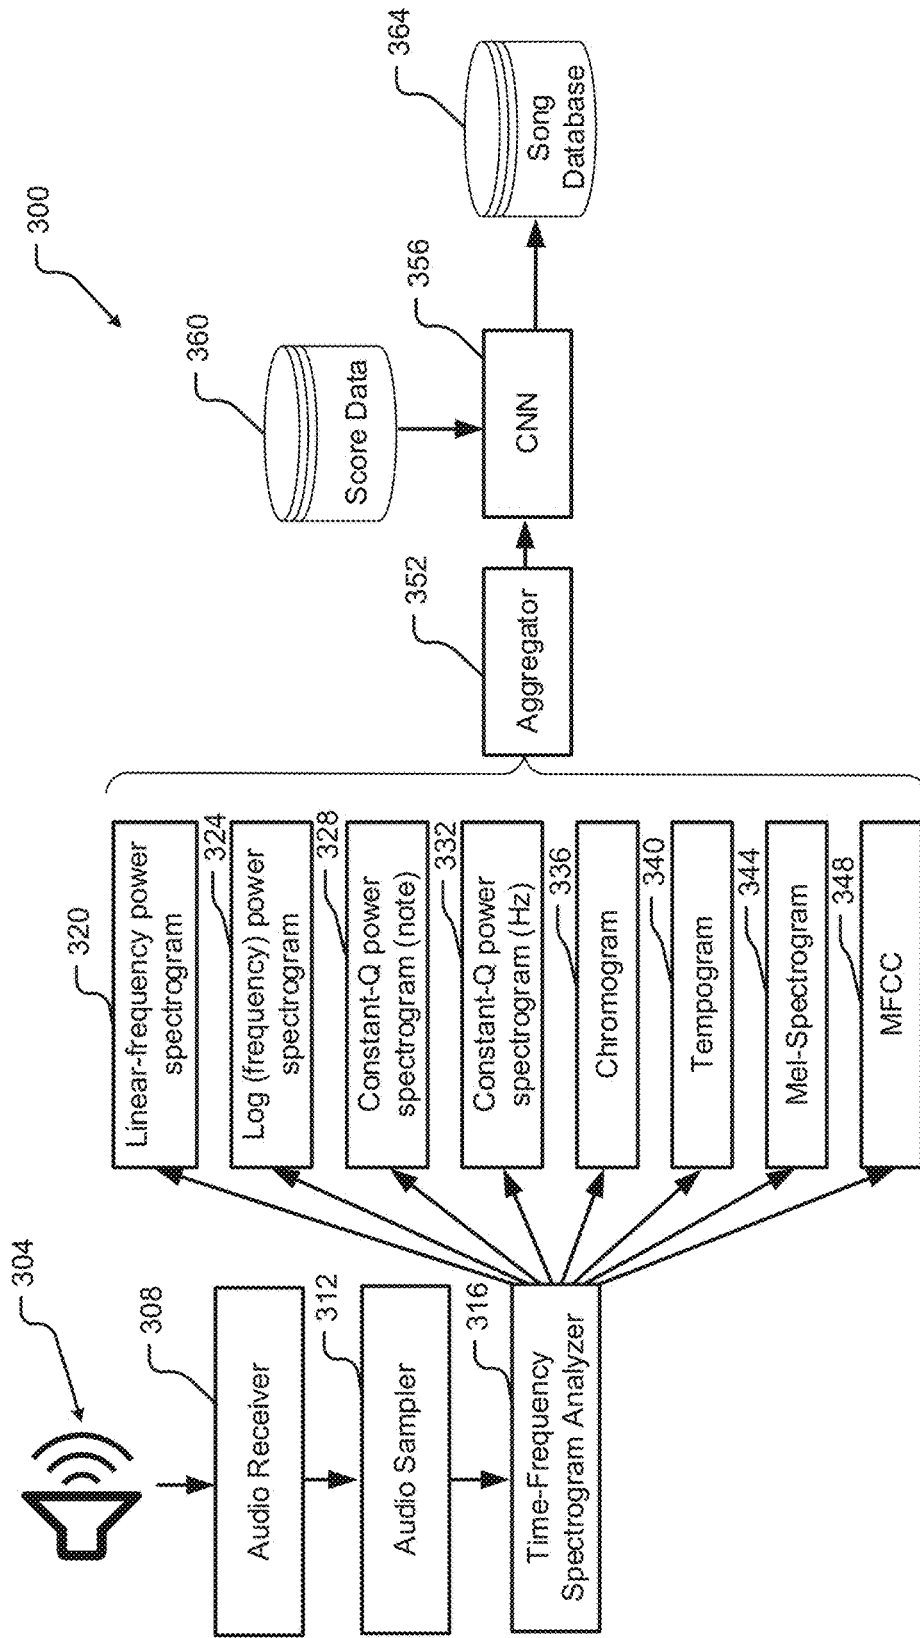 300
304
308
Audio Receiver
312
Audio Sampler
316
Time-Frequency
Spectrogram Analyzer
320
Linear-frequency power
spectrogram
324
Log (frequency) power
spectrogram
328
Constant-Q power
spectrogram (note)
332
Constant-Q power
spectrogram (Hz)
336
Chromogram
340
Tempogram
344
Mel-Spectrogram
348
MFCC
352
Aggregator
360
Score Data
356
CNN
364
Song
Database